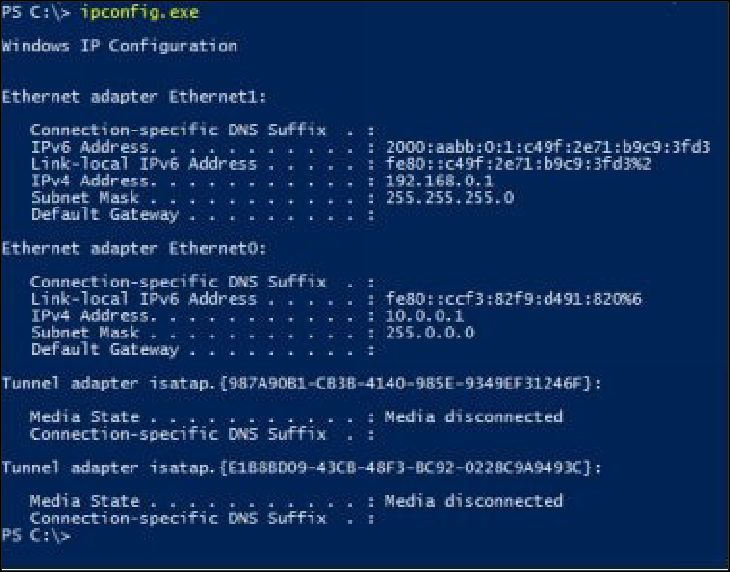 PS C:\> ipconfig.exe
Windows IP Configuration
Ethernet adapter Ethernet1:
Connection-specific DNS Suffix . :
IPv6 Address. . . . . . . . . . . : 2000:aabb:0:1:c49f:2e71:b9c9:3fd3
Link-local IPv6 Address . . . . . : fe80::c49f:2e71:b9c9:3fd3%2
IPv4 Address. . . . . . . . . . . : 192.168.0.1
Subnet Mask . . . . . . . . . . . : 255.255.255.0
Default Gateway . . . . . . . . . :
Ethernet adapter Ethernet0:
Connection-specific DNS Suffix . :
Link-local IPv6 Address . . . . . : fe80::ccf3:82f9:d491:820%6
IPv4 Address. . . . . . . . . . . : 10.0.0.1
Subnet Mask . . . . . . . . . . . : 255.0.0.0
Default Gateway . . . . . . . . . :
Tunnel adapter isatap.{987A90B1-CB3B-4140-985E-9349EF31246F}:
Media State . . . . . . . . . . . : Media disconnected
Connection-specific DNS Suffix . :
Tunnel adapter isatap.{E1B8BD09-43CB-48F3-BC92-0228C9A9493C}:
Media State . . . . . . . . . . . : Media disconnected
Connection-specific DNS Suffix . :
PS C:\>